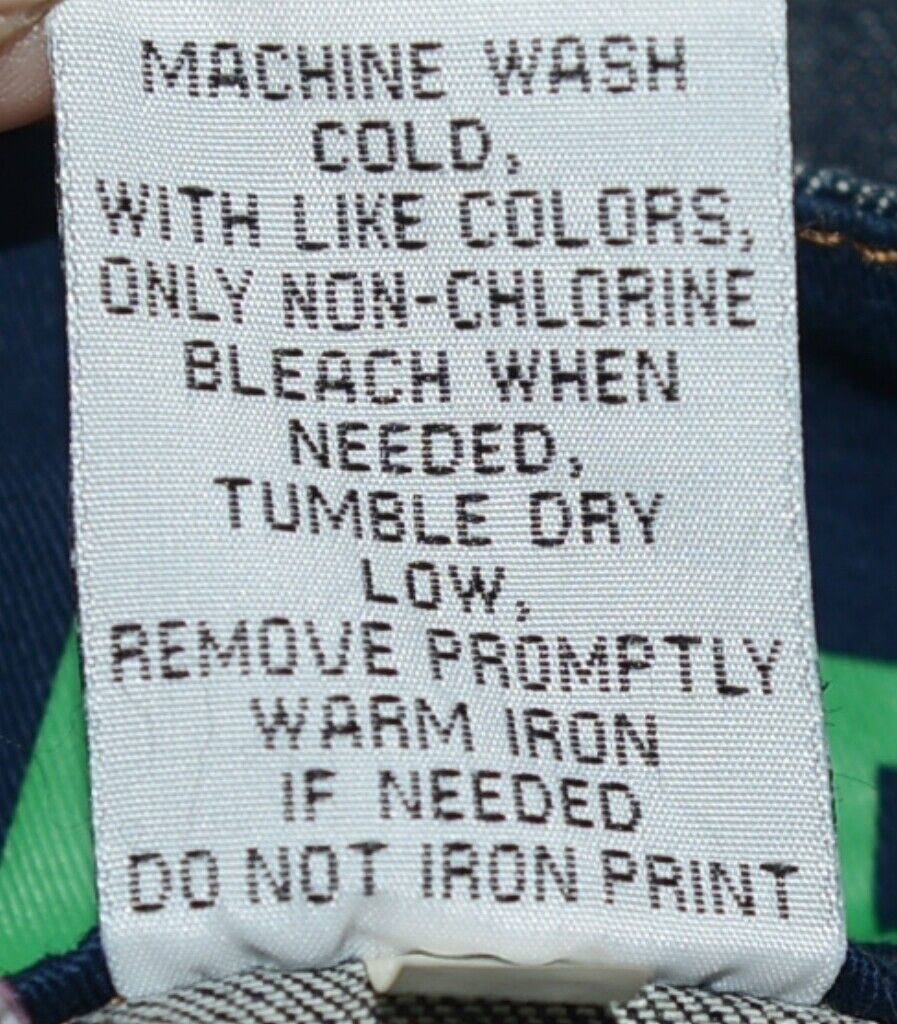 MACHINE WASH
COLD,
WITH LIKE COLORS,
ONLY NON-CHLORINE
BLEACH WHEN
NEEDED,
TUMBLE DRY
LOW,
REMOVE PROMPTLY
WARM IRON
IF NEEDED
DO NOT IRON PRINT